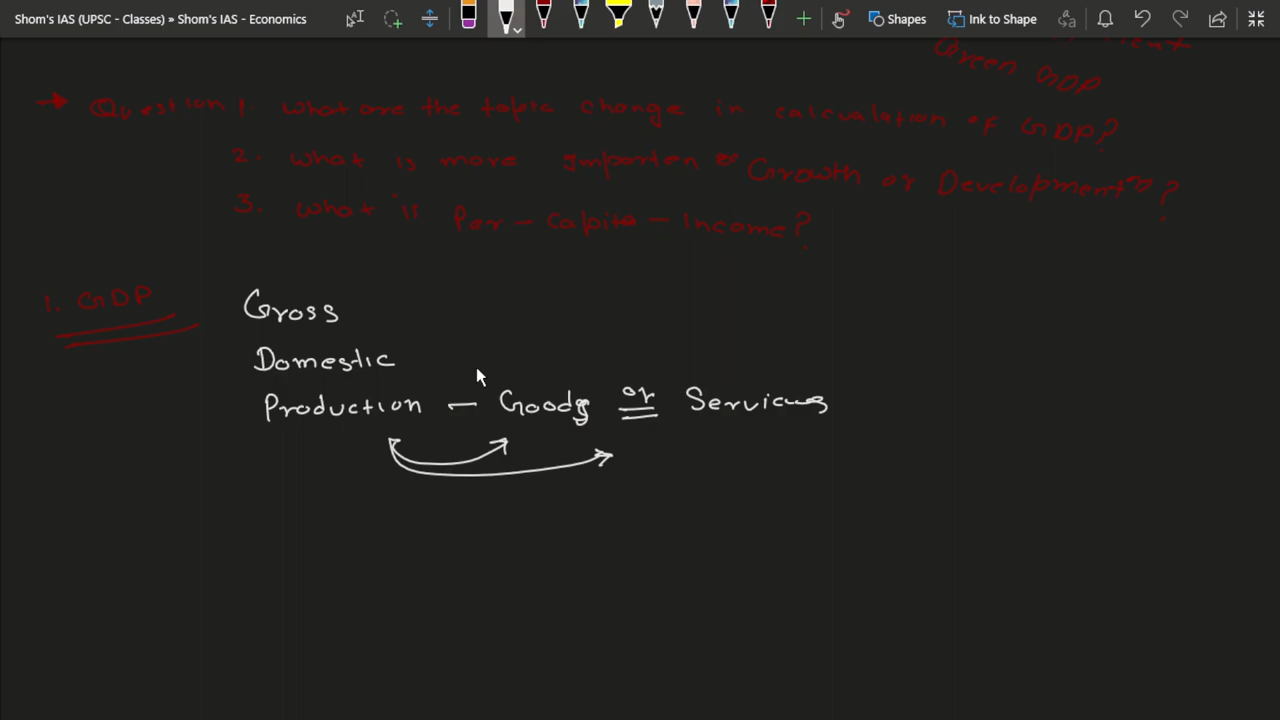 Shom's IAS (UPSC - Classes) » Shom's IAS - Economics
Shapes
Ink to Shape
Green GDP
Question 1. What are the change in calculation of GDP?
2. What is more Growth or Development?
3. What is Per - Capita - Income?
1. GDP
Gross
Domestic
Production - Goods or Services